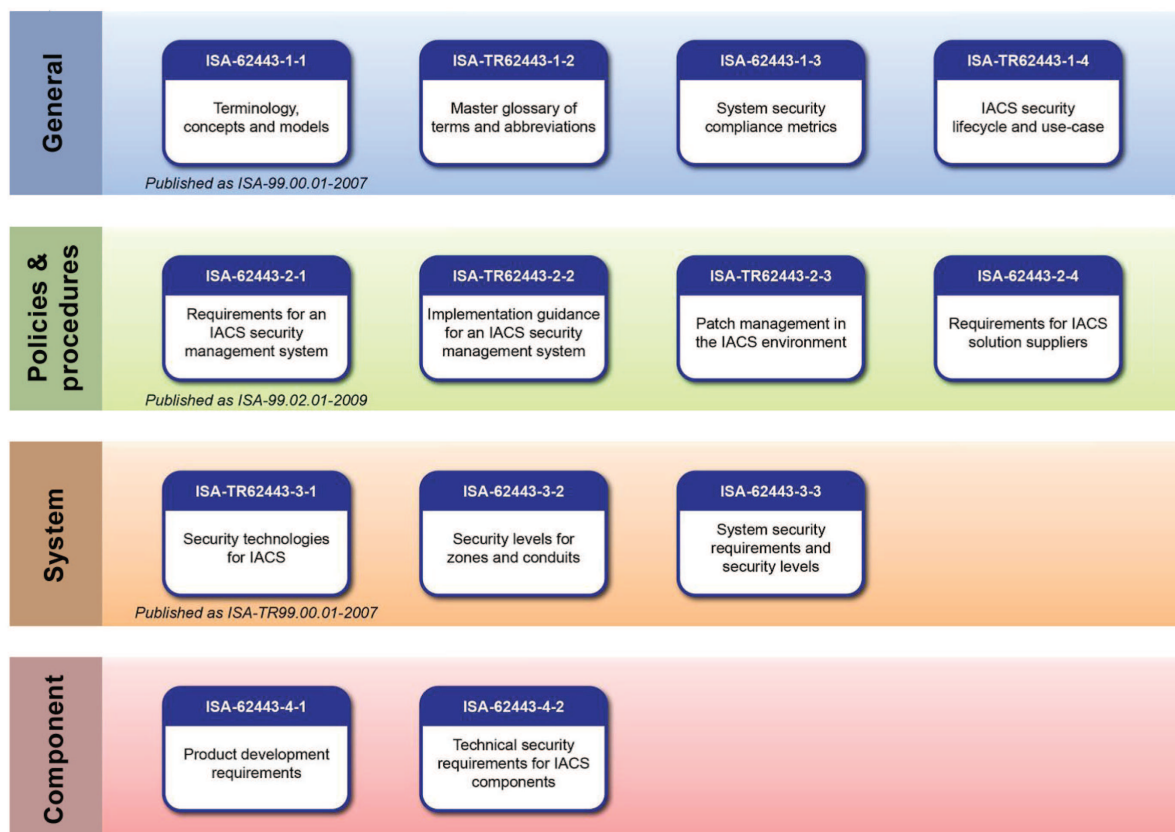 General
ISA-62443-1-1
Terminology,
concepts and models
ISA-TR62443-1-2
Master glossary of
terms and abbreviations
ISA-62443-1-3
System security
compliance metrics
ISA-TR62443-1-4
IACS security
lifecycle and use-case
Published as ISA-99.00.01-2007
Policies &
procedures
ISA-62443-2-1
Requirements for an
IACS security
management system
ISA-TR62443-2-2
Implementation guidance
for an IACS security
management system
ISA-TR62443-2-3
Patch management in
the IACS environment
ISA-62443-2-4
Requirements for IACS
solution suppliers
Published as ISA-99.02.01-2009
System
ISA-TR62443-3-1
Security technologies
for IACS
ISA-62443-3-2
Security levels for
zones and conduits
ISA-62443-3-3
System security
requirements and
security levels
Published as ISA-TR99.00.01-2007
Component
ISA-62443-4-1
Product development
requirements
ISA-62443-4-2
Technical security
requirements for IACS
components